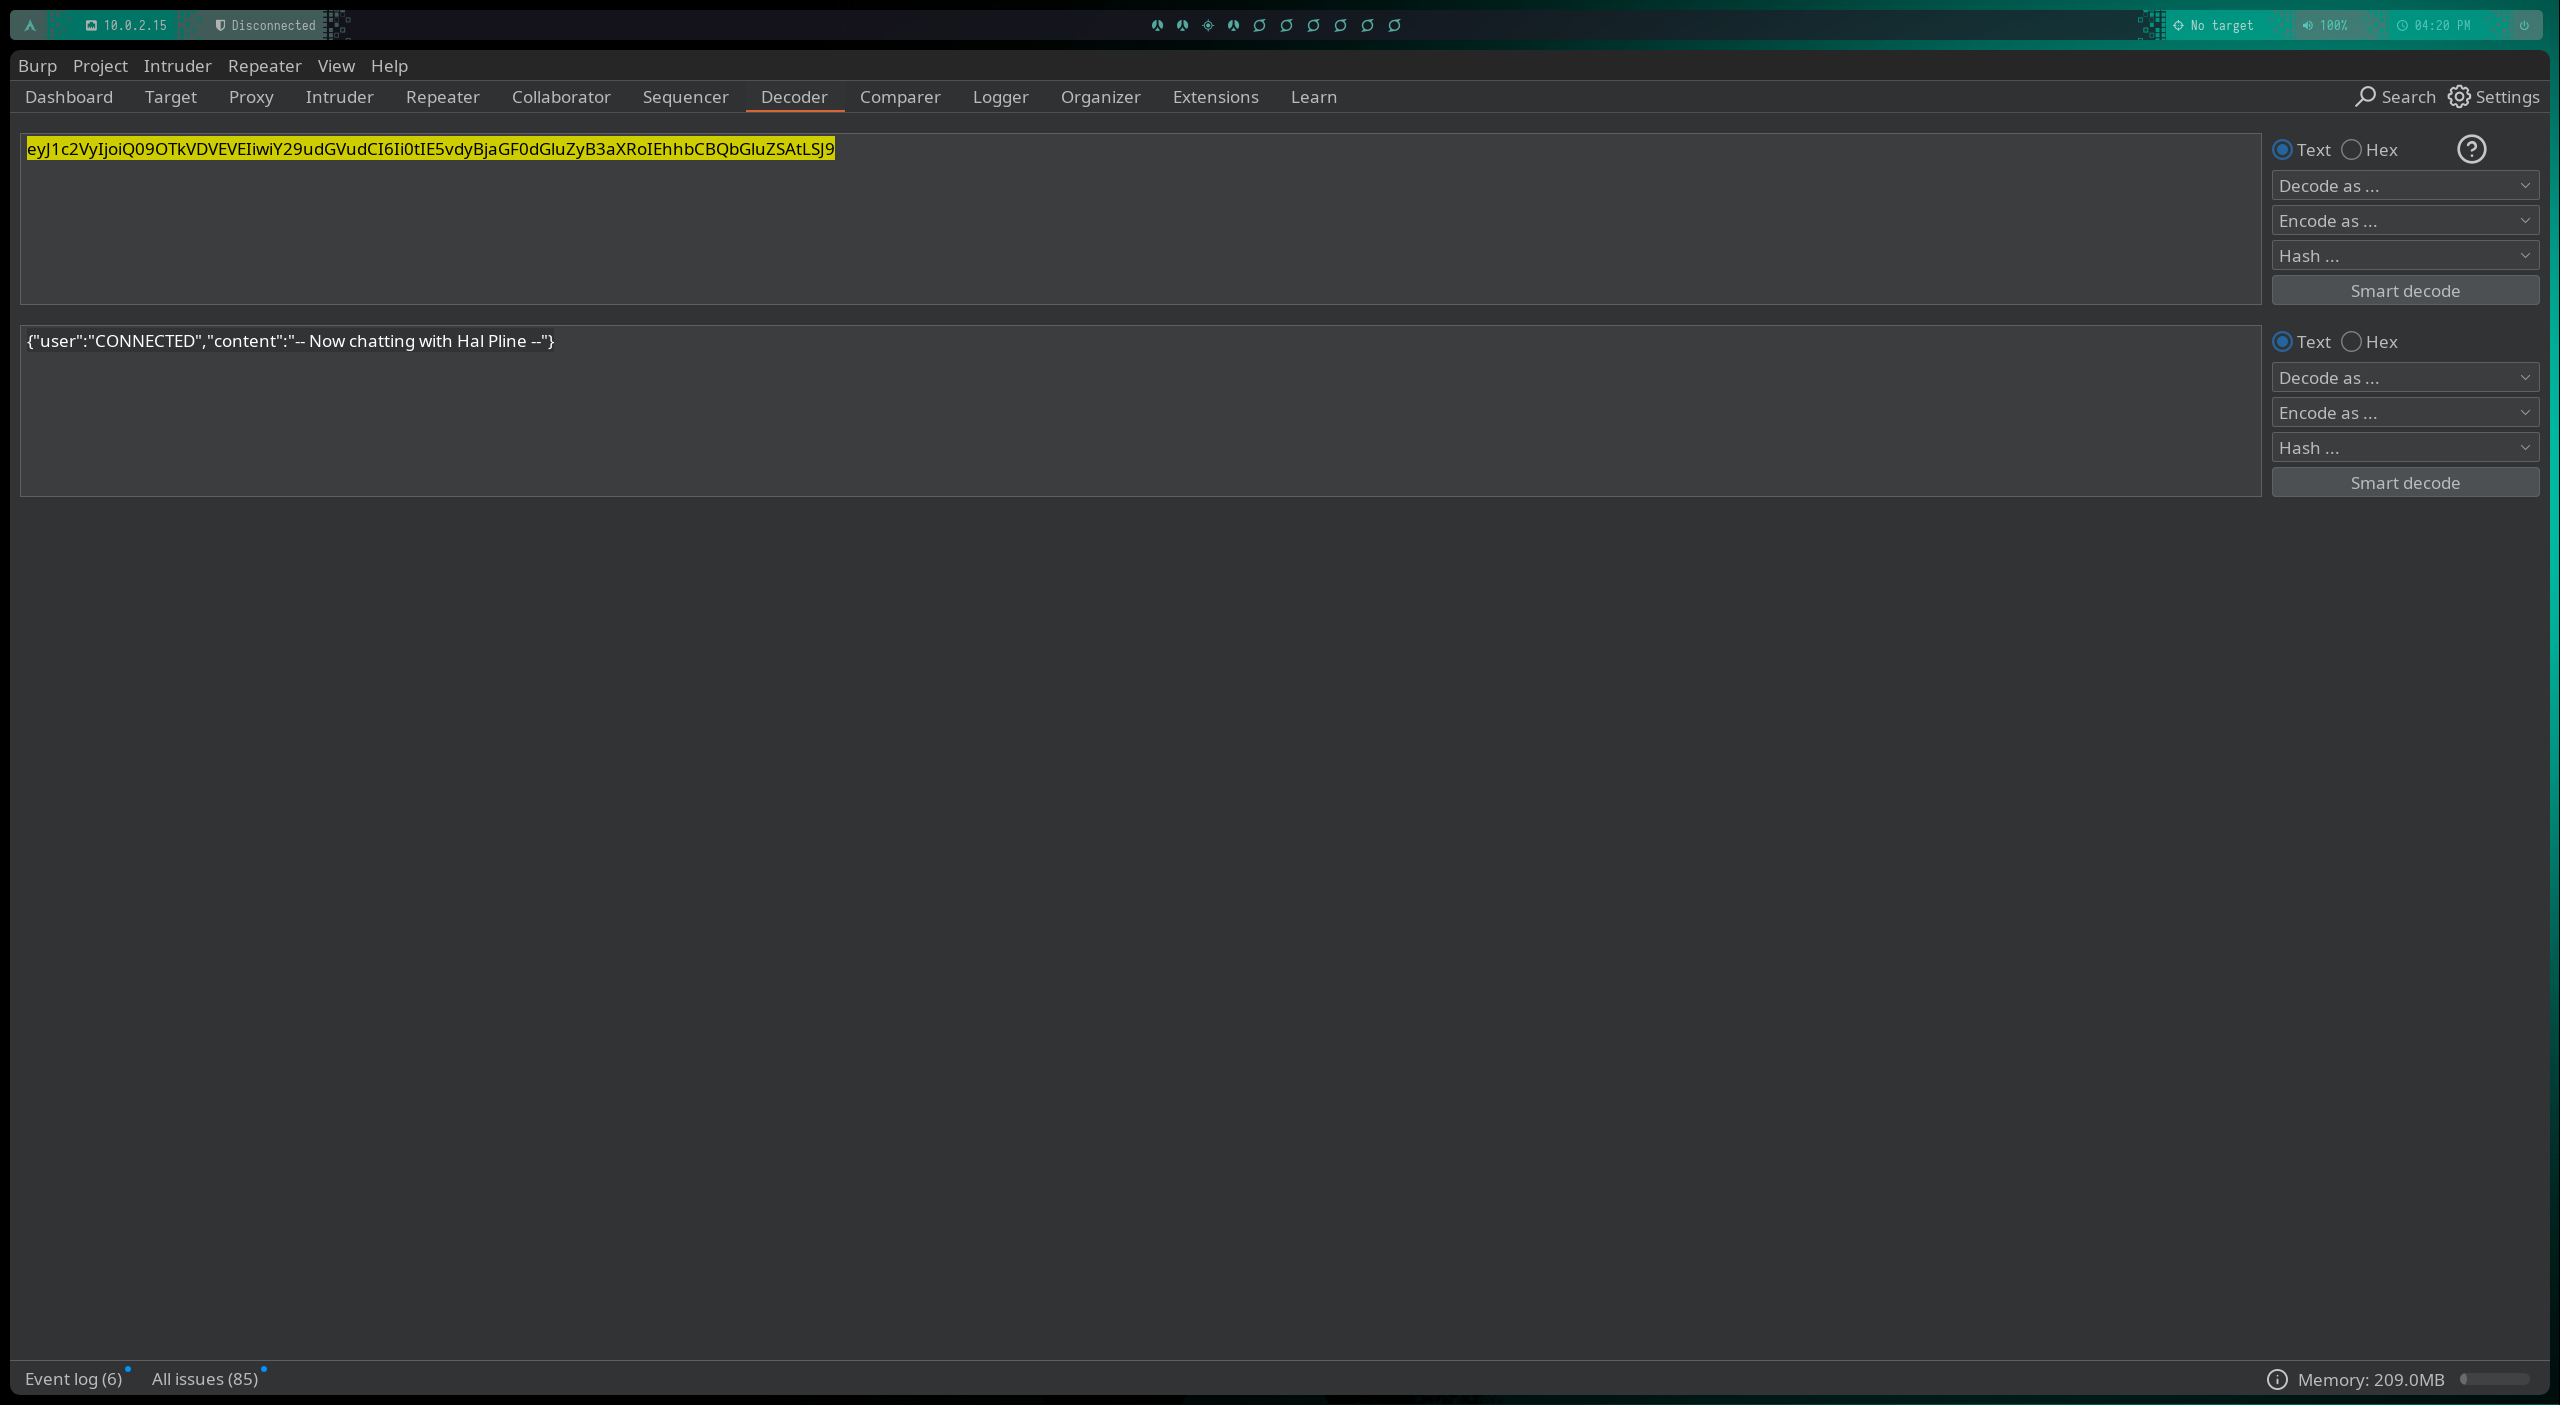 10.0.2.15 Disconnected No target 100% 04:20 PM
Burp Project Intruder Repeater View Help
Dashboard Target Proxy Intruder Repeater Collaborator Sequencer Decoder Comparer Logger Organizer Extensions Learn Search Settings
eyJ1c2VyIjoiQ09OTkVDVEVEIiwiY29udGVudCI6Ii0tIE5vdyBjaGF0dGluZyB3aXRoIEhhbCBQbGluZSAtLSJ9
Text Hex
Decode as ...
Encode as ...
Hash ...
Smart decode
{"user":"CONNECTED","content":"-- Now chatting with Hal Pline --"}
Text Hex
Decode as ...
Encode as ...
Hash ...
Smart decode
Event log (6) All issues (85) Memory: 209.0MB